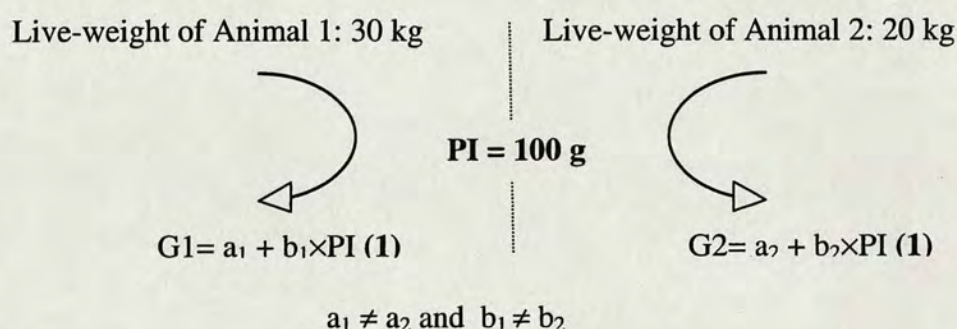 Live-weight of Animal 1: 30 kg
Live-weight of Animal 2: 20 kg
PI = 100 g
G1= a₁ + b₁×PI (1)
G2= a₂ + b₂×PI (1)
a₁ ≠ a₂ and b₁ ≠ b₂